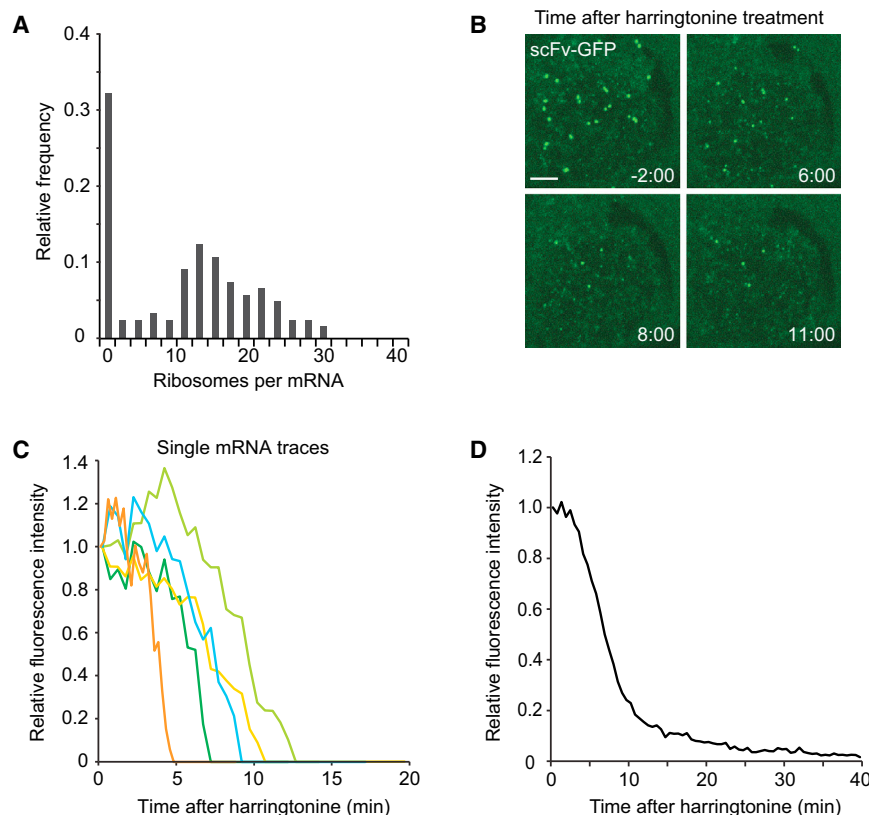 A
0.4
0.3
0.2
0.1
0
Relative frequency
0 10 20 30 40
Ribosomes per mRNA
B
Time after harringtonine treatment
scFv-GFP
-2:00
6:00
8:00
11:00
C
Single mRNA traces
1.4
1.2
1.0
0.8
0.6
0.4
0.2
0
Relative fluorescence intensity
0 5 10 15 20
Time after harringtonine (min)
D
1.2
1.0
0.8
0.6
0.4
0.2
0
Relative fluorescence intensity
0 10 20 30 40
Time after harringtonine (min)